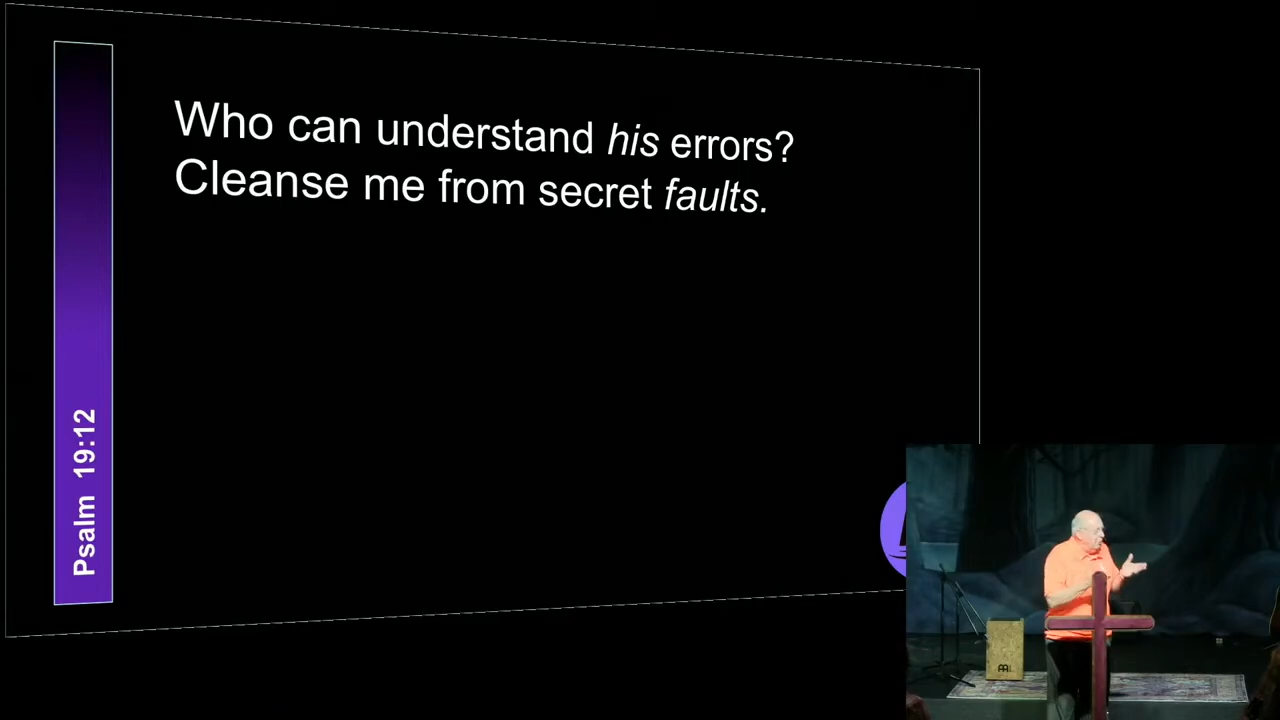 Who can understand his errors?
Cleanse me from secret faults.
Psalm 19:12